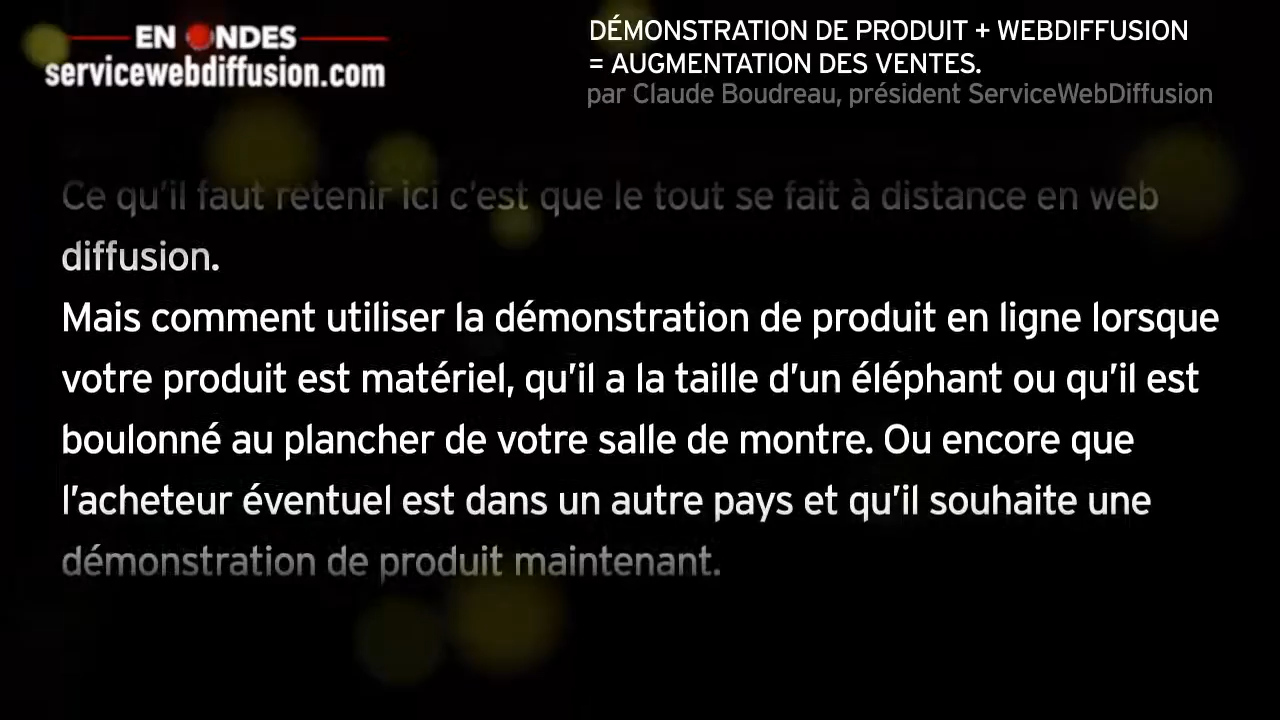 EN ONDES
servicewebdiffusion.com
DÉMONSTRATION DE PRODUIT + WEBDIFFUSION
= AUGMENTATION DES VENTES.
par Claude Boudreau, président ServiceWebDiffusion
Ce qu'il faut retenir ici c'est que le tout se fait à distance en web
diffusion.
Mais comment utiliser la démonstration de produit en ligne lorsque
votre produit est matériel, qu'il a la taille d'un éléphant ou qu'il est
boulonné au plancher de votre salle de montre. Ou encore que
l'acheteur éventuel est dans un autre pays et qu'il souhaite une
démonstration de produit maintenant.